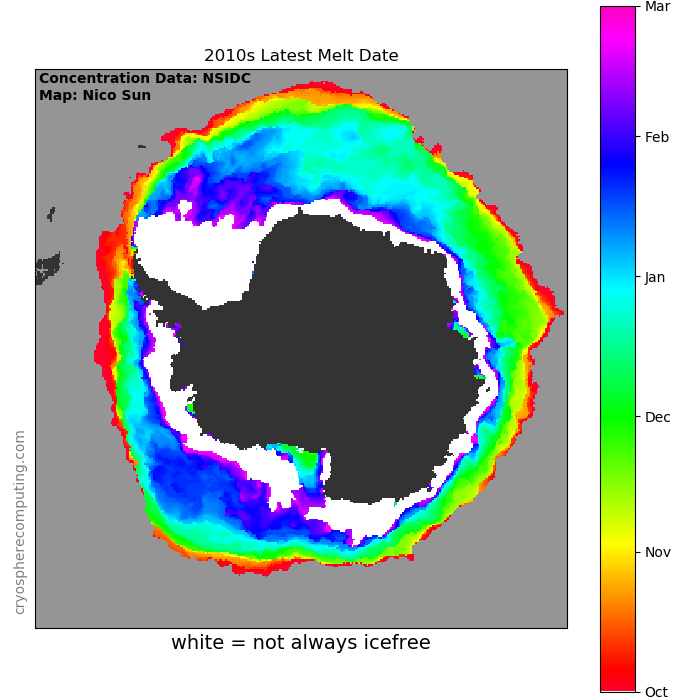 2010s Latest Melt Date
Concentration Data: NSIDC
Map: Nico Sun
Mar
Feb
Jan
Dec
Nov
Oct
cryospherecomputing.com
white = not always icefree